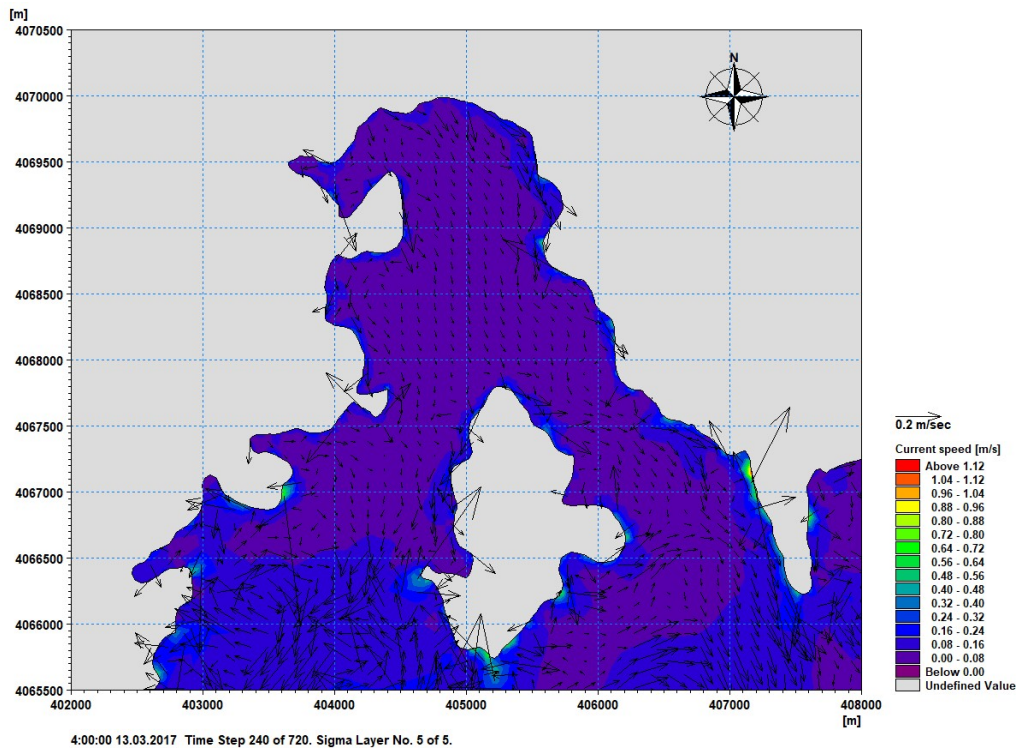 [m]
4070500
4070000
4069500
4069000
4068500
4068000
4067500
4067000
4066500
4066000
4065500
402000 403000 404000 405000 406000 407000 408000
[m]
N
0.2 m/sec
Current speed [m/s]
Above 1.12
1.04 - 1.12
0.96 - 1.04
0.88 - 0.96
0.80 - 0.88
0.72 - 0.80
0.64 - 0.72
0.56 - 0.64
0.48 - 0.56
0.40 - 0.48
0.32 - 0.40
0.24 - 0.32
0.16 - 0.24
0.08 - 0.16
0.00 - 0.08
Below 0.00
Undefined Value
4:00:00 13.03.2017 Time Step 240 of 720. Sigma Layer No. 5 of 5.